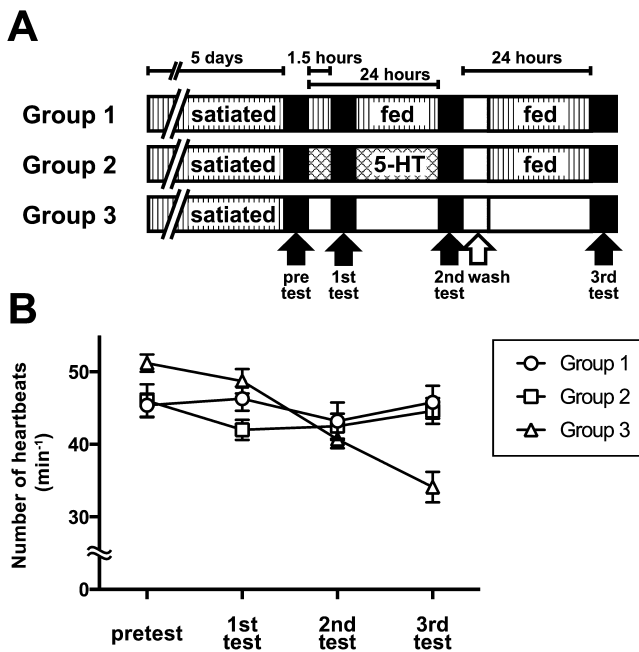 A
5 days
1.5 hours
24 hours
24 hours
Group 1
satiated
fed
fed
Group 2
satiated
5-HT
fed
Group 3
satiated
pre
test
1st
test
2nd
test
wash
3rd
test
B
Number of heartbeats
(min⁻¹)
50
40
30
0
pretest
1st
test
2nd
test
3rd
test
Group 1
Group 2
Group 3